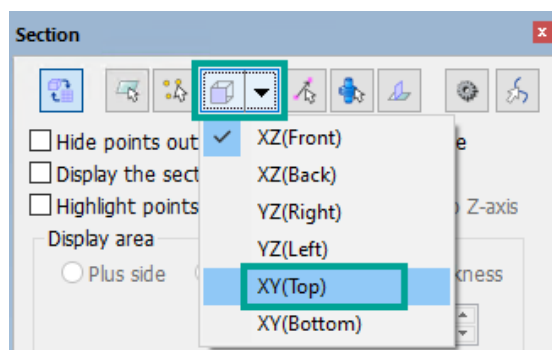 Section
x
Hide points out
XZ(Front)
e
Display the sect
XZ(Back)
Highlight points
YZ(Right)
Z-axis
Display area
YZ(Left)
Plus side
XY(Top)
kness
XY(Bottom)